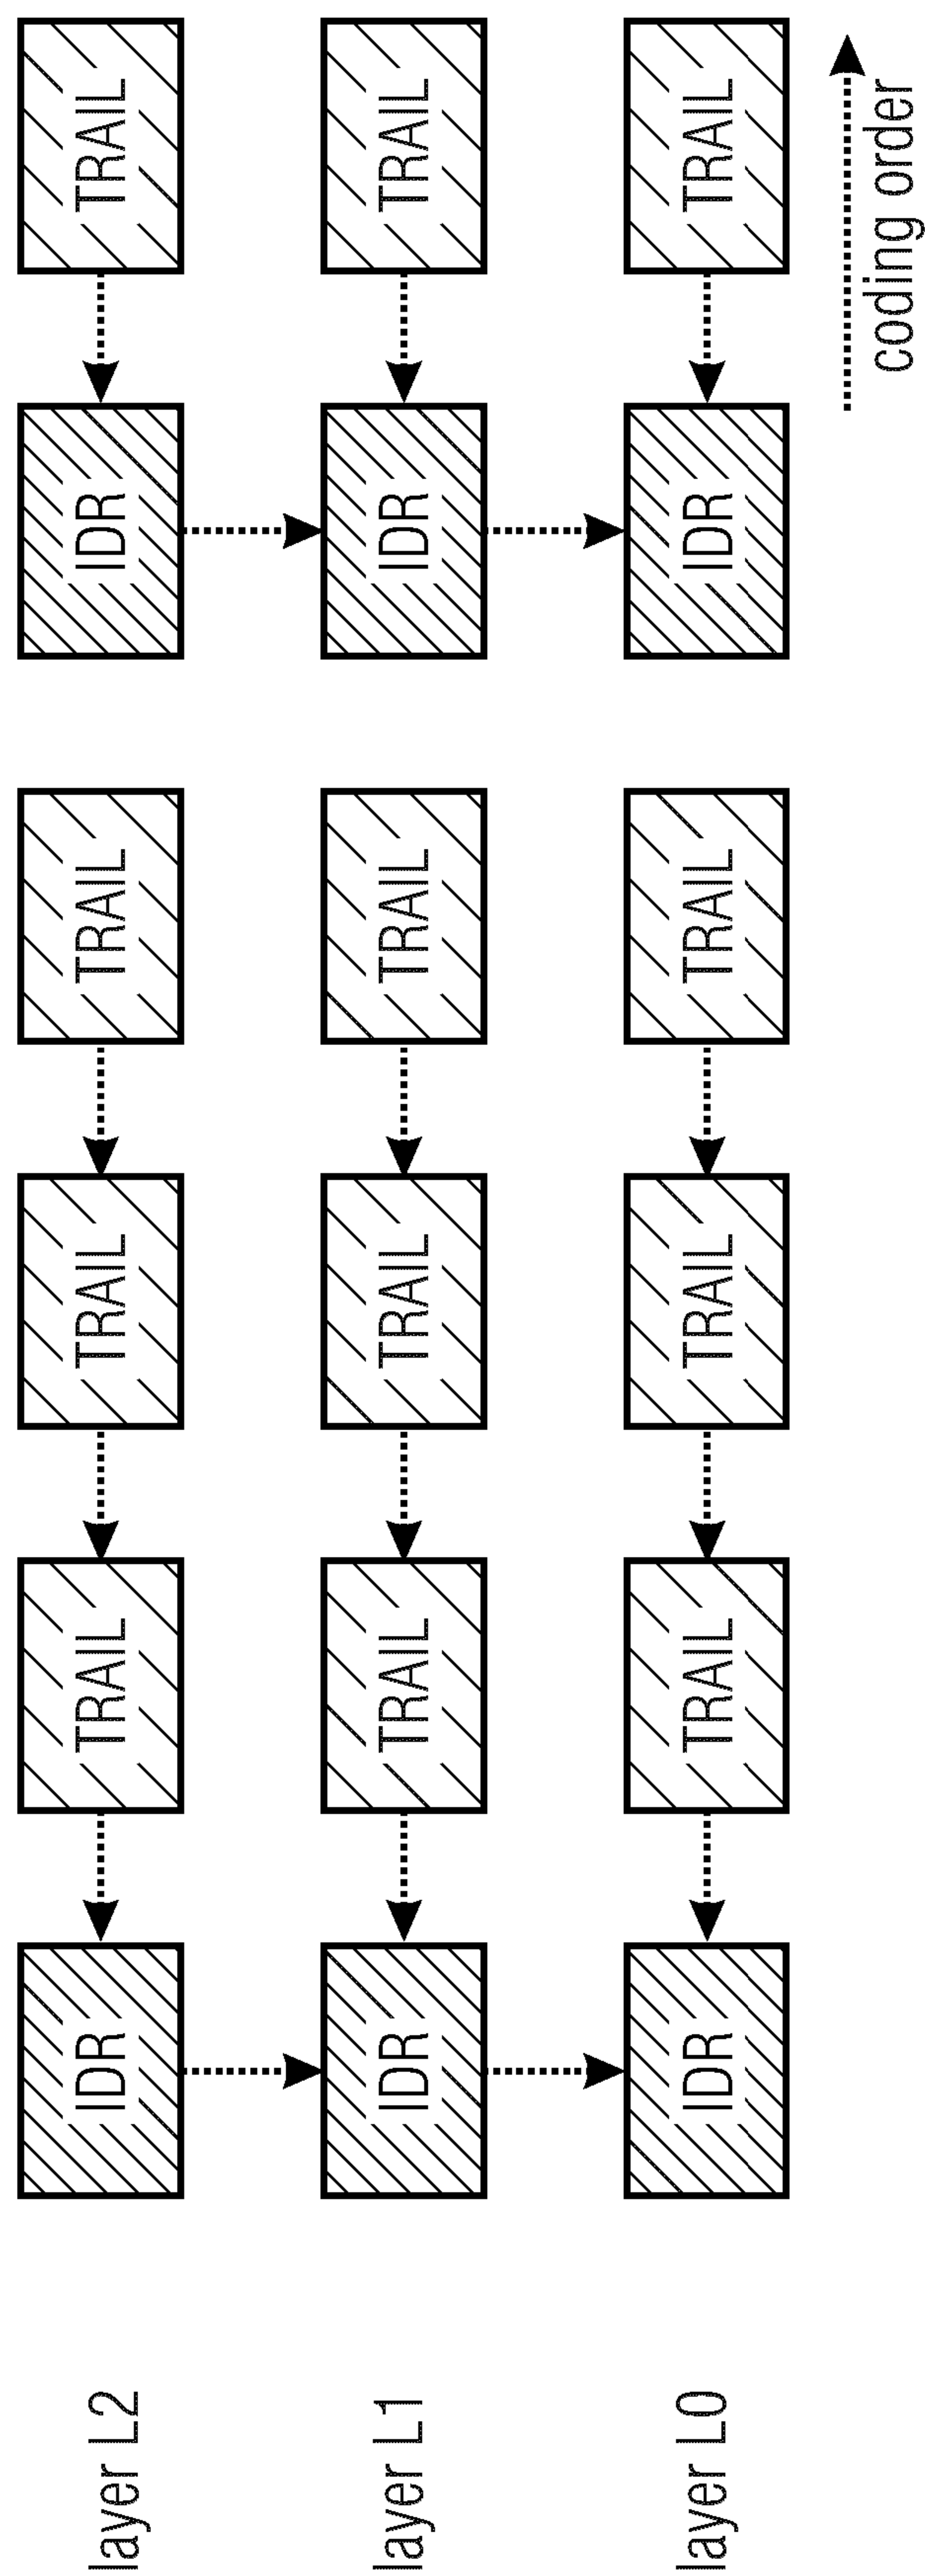 layer L2 IDR TRAIL TRAIL TRAIL IDR TRAIL
layer L1 IDR TRAIL TRAIL TRAIL IDR TRAIL
layer L0 IDR TRAIL TRAIL TRAIL IDR TRAIL
coding order